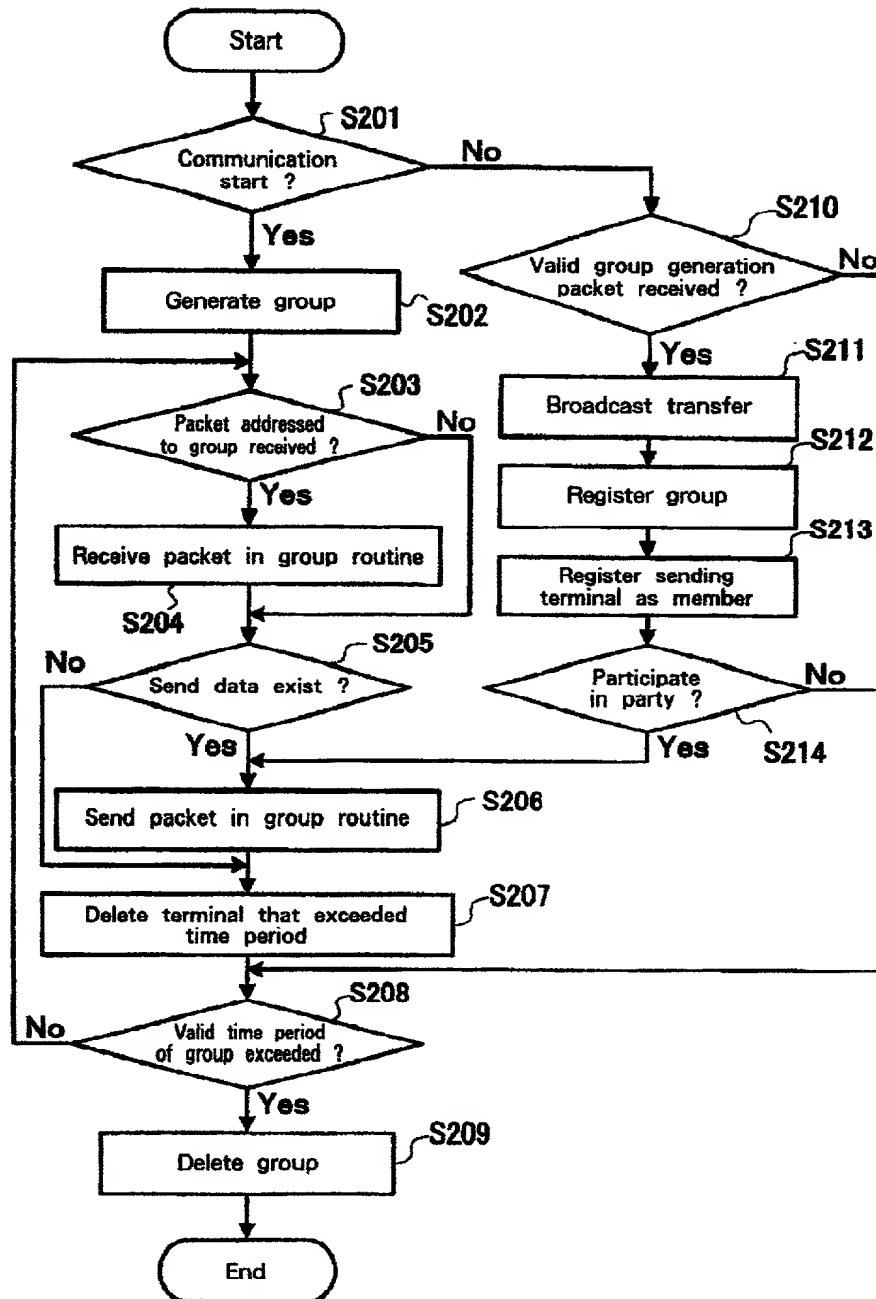 Start
S201
Communication
start ?
No
Yes
S210
Valid group generation
packet received ?
No
Generate group
S202
Yes
S211
Broadcast transfer
S203
Packet addressed
to group received ?
No
Yes
S212
Register group
Receive packet in group routine
S204
S213
Register sending
terminal as member
S205
No
Send data exist ?
Yes
Participate
in party ?
No
Yes
S214
Send packet in group routine
S206
S207
Delete terminal that exceeded
time period
S208
No
Valid time period
of group exceeded ?
Yes
S209
Delete group
End